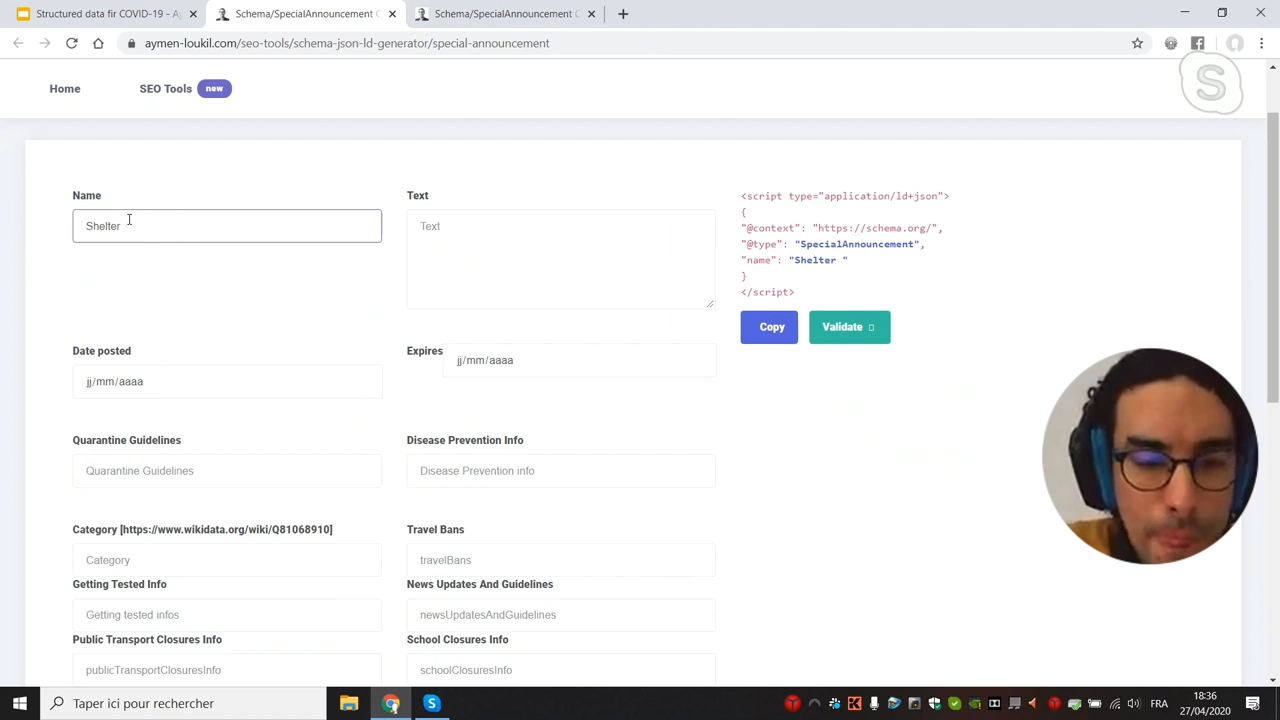 Structured data fir COVID-19 - Ay
Schema/SpecialAnnouncement C
Schema/SpecialAnnouncement C
aymen-loukil.com/seo-tools/schema-json-ld-generator/special-announcement
Home
SEO Tools new
Name
Shelter
Text
Text
Date posted
jj/mm/aaaa
Expires
jj/mm/aaaa
Quarantine Guidelines
Quarantine Guidelines
Disease Prevention Info
Disease Prevention info
Category [https://www.wikidata.org/wiki/Q81068910]
Category
Travel Bans
travelBans
Getting Tested Info
Getting tested infos
News Updates And Guidelines
newsUpdatesAndGuidelines
Public Transport Closures Info
publicTransportClosuresInfo
School Closures Info
schoolClosuresInfo
<script type="application/ld+json">
{
"@context": "https://schema.org/",
"@type": "SpecialAnnouncement",
"name": "Shelter "
}
</script>
Copy
Validate
Taper ici pour rechercher
FRA
18:36
27/04/2020